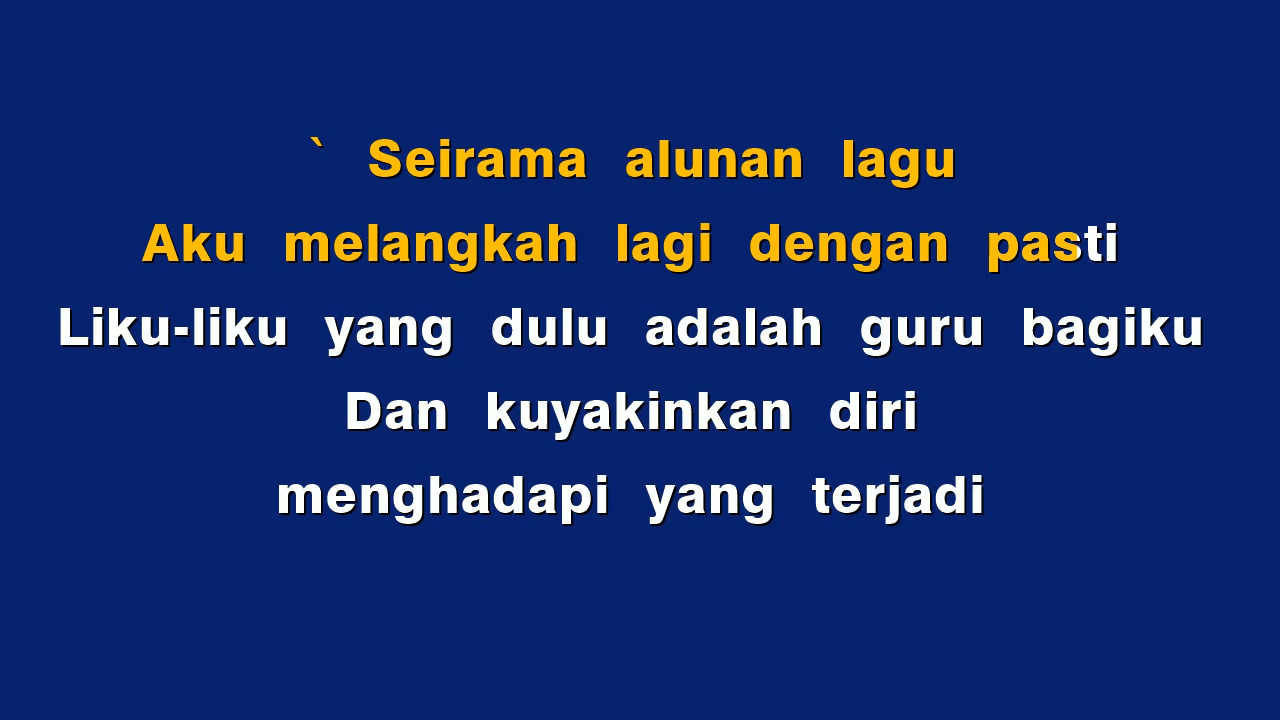 ` Seirama alunan lagu
Aku melangkah lagi dengan pasti
Liku-liku yang dulu adalah guru bagiku
Dan kuyakinkan diri
menghadapi yang terjadi